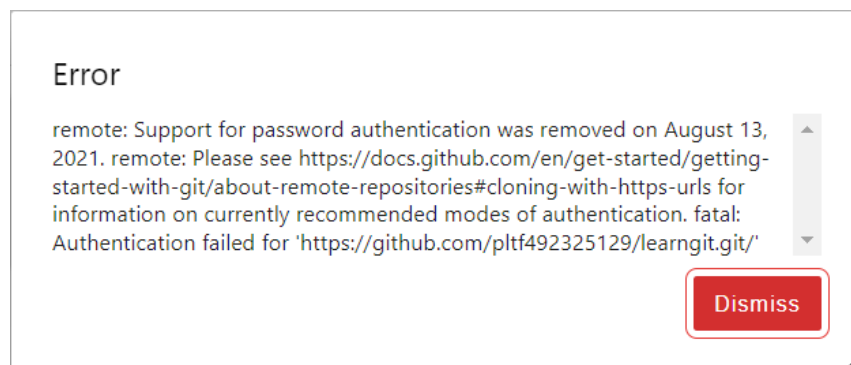 Error
remote: Support for password authentication was removed on August 13,
2021. remote: Please see https://docs.github.com/en/get-started/getting-
started-with-git/about-remote-repositories#cloning-with-https-urls for
information on currently recommended modes of authentication. fatal:
Authentication failed for 'https://github.com/pltf492325129/learngit.git/'
Dismiss